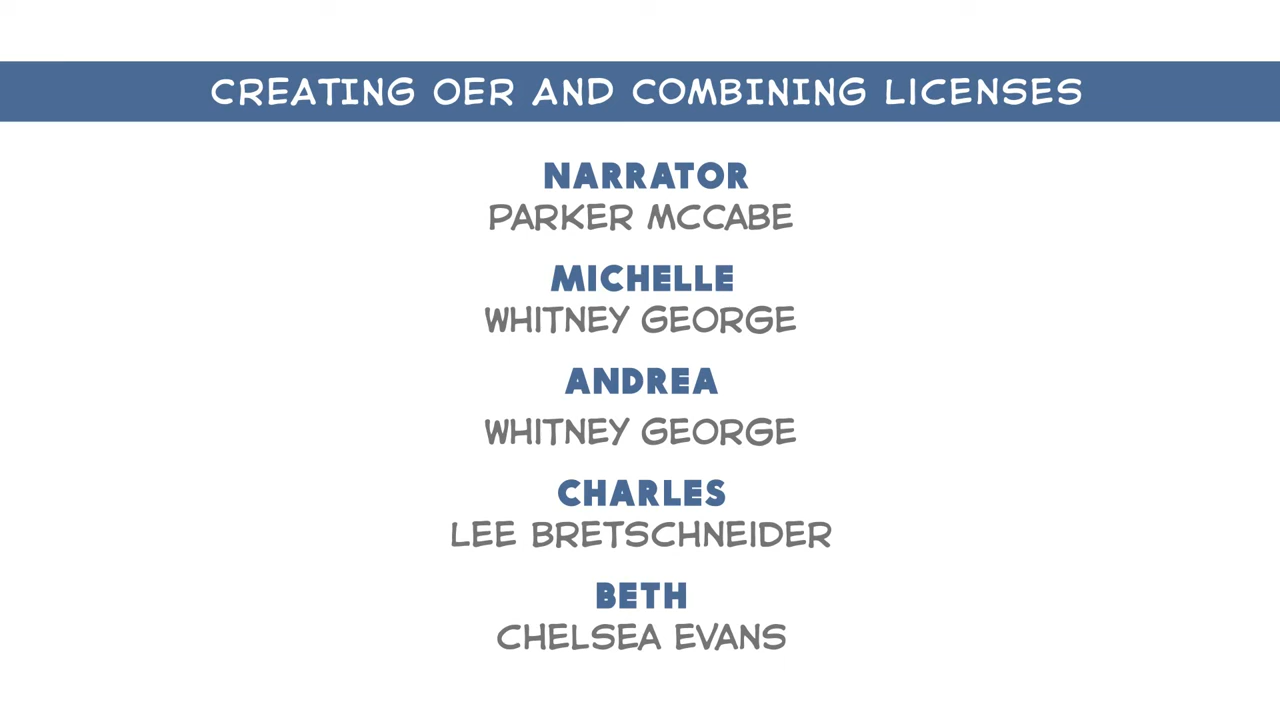 CREATING OER AND COMBINING LICENSES
NARRATOR
PARKER MCCABE
MICHELLE
WHITNEY GEORGE
ANDREA
WHITNEY GEORGE
CHARLES
LEE BRETSCHNEIDER
BETH
CHELSEA EVANS